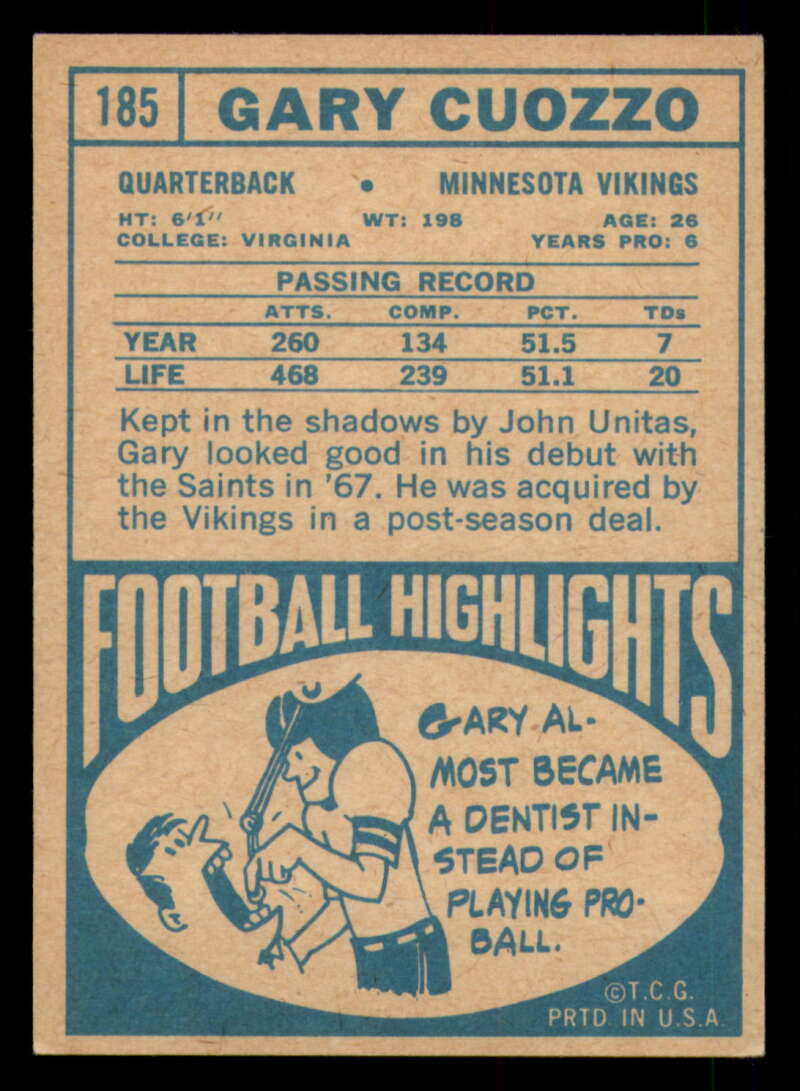 185 GARY CUOZZO
QUARTERBACK • MINNESOTA VIKINGS
HT: 6'1" WT: 198 AGE: 26
COLLEGE: VIRGINIA YEARS PRO: 6
PASSING RECORD
ATTS. COMP. PCT. TDs
YEAR 260 134 51.5 7
LIFE 468 239 51.1 20
Kept in the shadows by John Unitas,
Gary looked good in his debut with
the Saints in '67. He was acquired by
the Vikings in a post-season deal.
FOOTBALL HIGHLIGHTS
GARY AL-
MOST BECAME
A DENTIST IN-
STEAD OF
PLAYING PRO-
BALL.
©T.C.G.
PRTD. IN U.S.A.